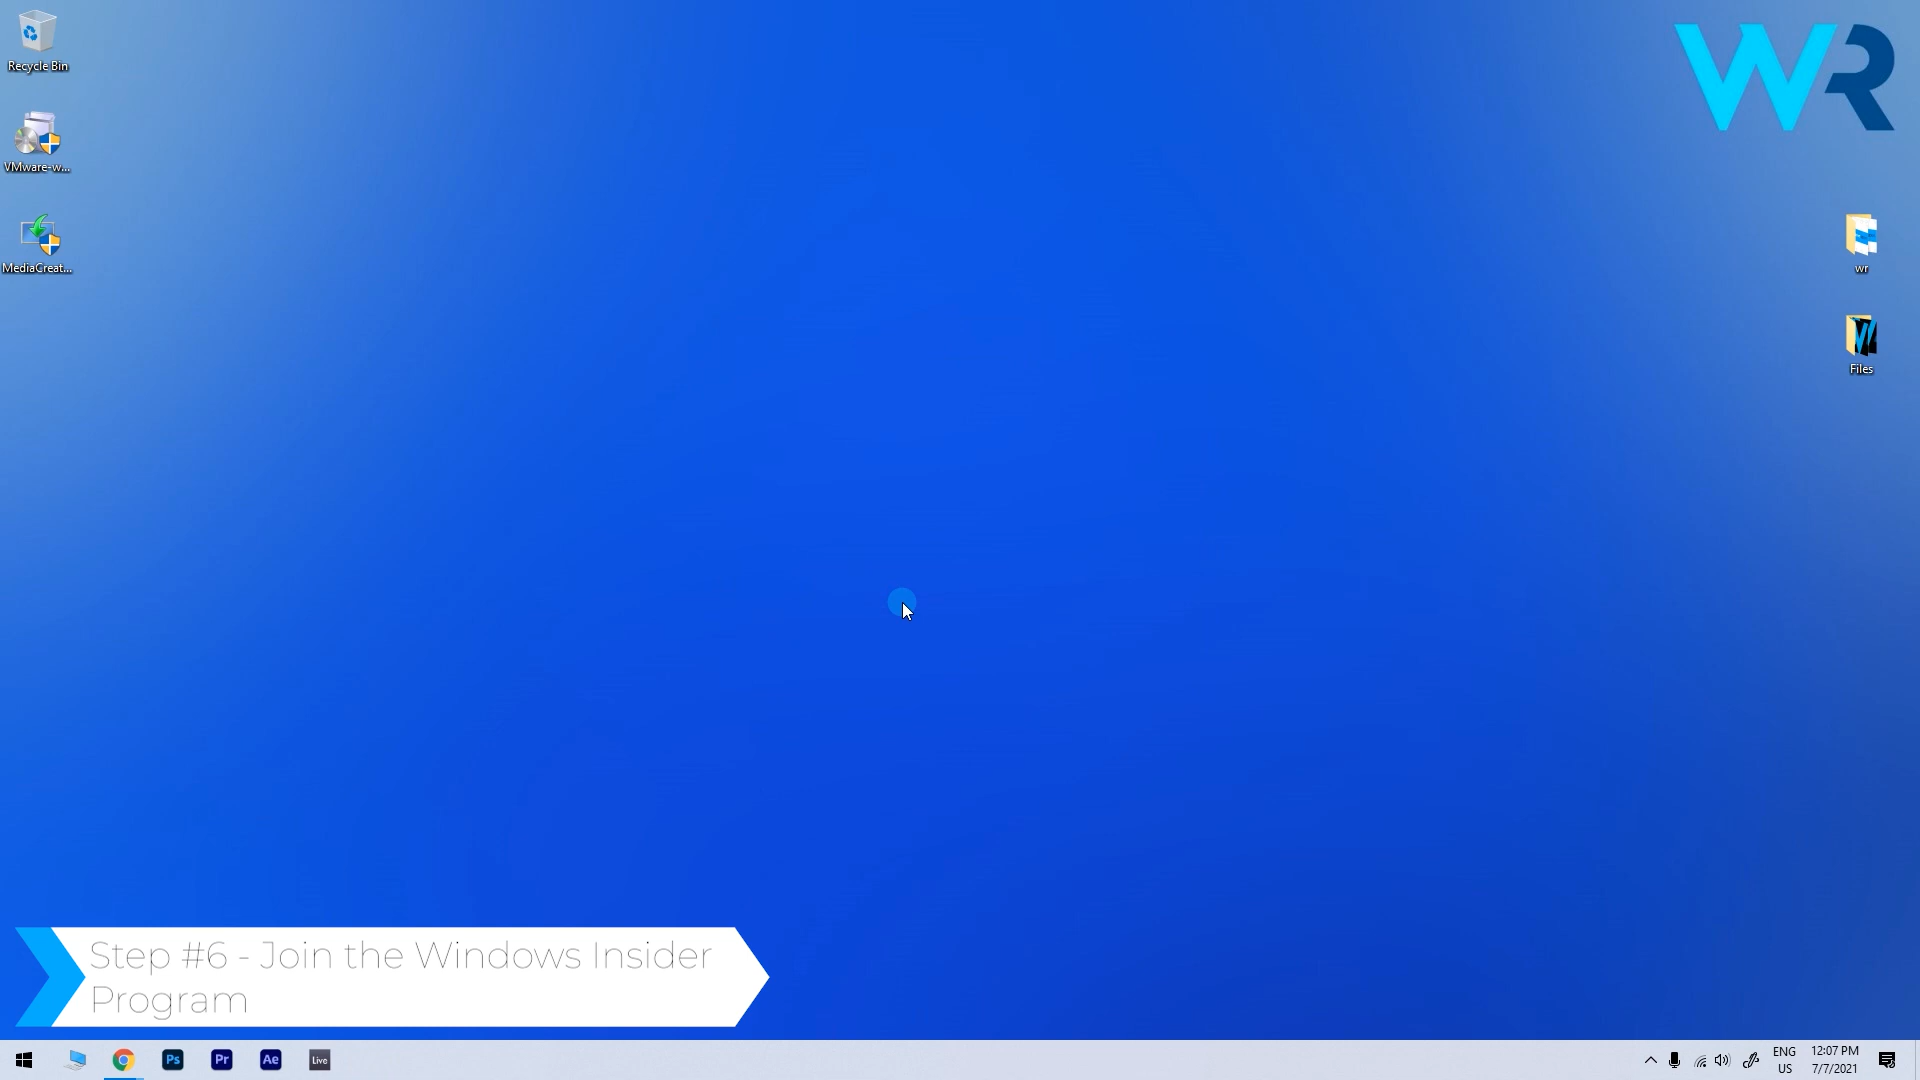 Recycle Bin
WR
VMware-w...
MediaCreat...
wr
Files
Step #6 - Join the Windows Insider
Program
Ps
Pr
Ae
Live
ENG
US
12:07 PM
7/7/2021